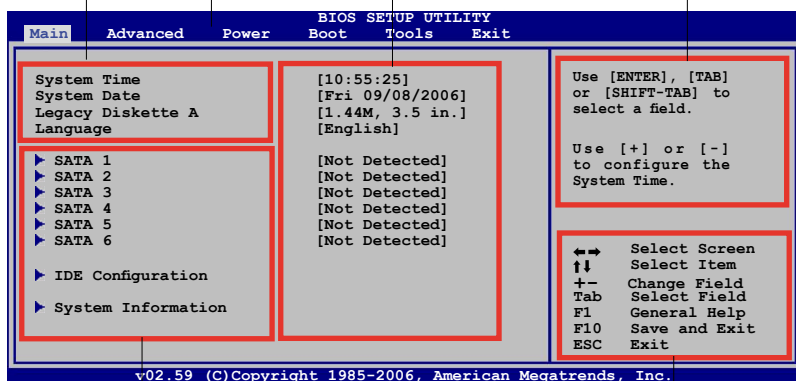 BIOS SETUP UTILITY
Main Advanced Power Boot Tools Exit
System Time [10:55:25]
System Date [Fri 09/08/2006]
Legacy Diskette A [1.44M, 3.5 in.]
Language [English]
SATA 1 [Not Detected]
SATA 2 [Not Detected]
SATA 3 [Not Detected]
SATA 4 [Not Detected]
SATA 5 [Not Detected]
SATA 6 [Not Detected]
IDE Configuration
System Information
Use [ENTER], [TAB]
or [SHIFT-TAB] to
select a field.
Use [+] or [-]
to configure the
System Time.
←→ Select Screen
↑↓ Select Item
+- Change Field
Tab Select Field
F1 General Help
F10 Save and Exit
ESC Exit
v02.59 (C)Copyright 1985-2006, American Megatrends, Inc.